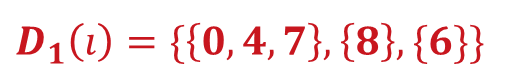 D₁(ι) = {{0, 4, 7}, {8}, {6}}